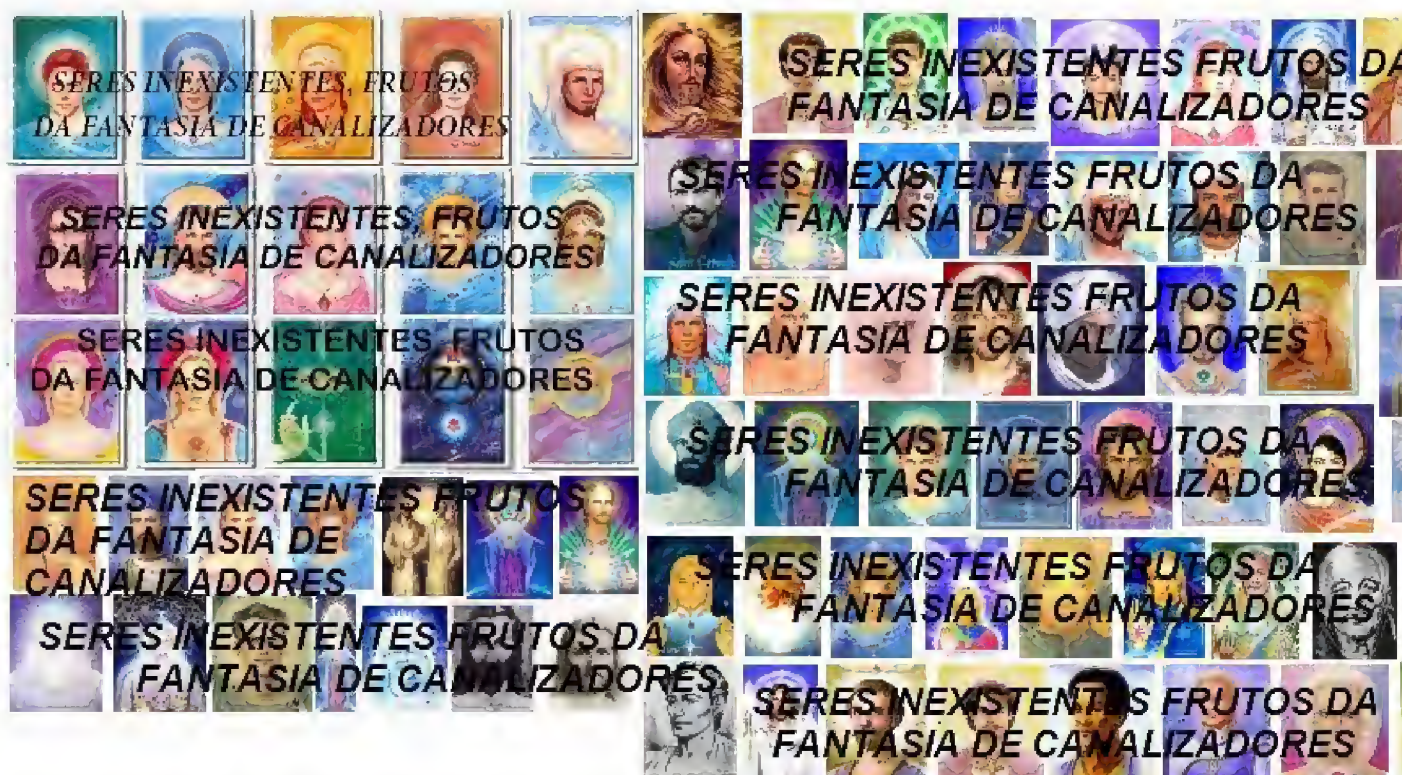 SERES INEXISTENTES, FRUTOS
DA FANTASIA DE CANALIZADORES
SERES INEXISTENTES, FRUTOS
DA FANTASIA DE CANALIZADORES
SERES INEXISTENTES, FRUTOS
DA FANTASIA DE CANALIZADORES
SERES INEXISTENTES FRUTOS
DA FANTASIA DE
CANALIZADORES
SERES INEXISTENTES FRUTOS DA
FANTASIA DE CANALIZADORES
SERES INEXISTENTES FRUTOS DA
FANTASIA DE CANALIZADORES
SERES INEXISTENTES FRUTOS DA
FANTASIA DE CANALIZADORES
SERES INEXISTENTES FRUTOS DA
FANTASIA DE CANALIZADORES
SERES INEXISTENTES FRUTOS DA
FANTASIA DE CANALIZADORES
SERES INEXISTENTES FRUTOS DA
FANTASIA DE CANALIZADORES
SERES INEXISTENTES FRUTOS DA
FANTASIA DE CANALIZADORES